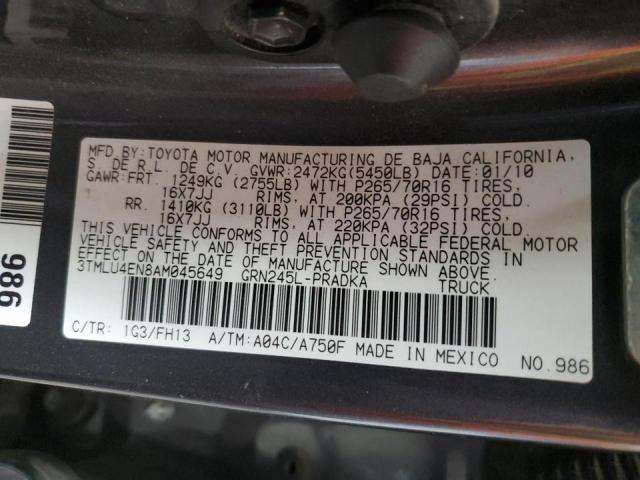 MFD.BY:TOYOTA MOTOR MANUFACTURING DE BAJA CALIFORNIA,
S. DE R.L. DE C.V. GVWR:2472KG(5450LB) DATE:01/10
GAWR:FRT. 1249KG (2755LB) WITH P265/70R16 TIRES,
16X7JJ RIMS, AT 200KPA (29PSI) COLD.
RR. 1410KG (3110LB) WITH P265/70R16 TIRES,
16X7JJ RIMS, AT 220KPA (32PSI) COLD.
THIS VEHICLE CONFORMS TO ALL APPLICABLE FEDERAL MOTOR
VEHICLE SAFETY AND THEFT PREVENTION STANDARDS IN
EFFECT ON THE DATE OF MANUFACTURE SHOWN ABOVE.
3TMLU4EN8AM045649 GRN245L-PRADKA TRUCK
C/TR: 1G3/FH13 A/TM:A04C/A750F MADE IN MEXICO NO.986
986